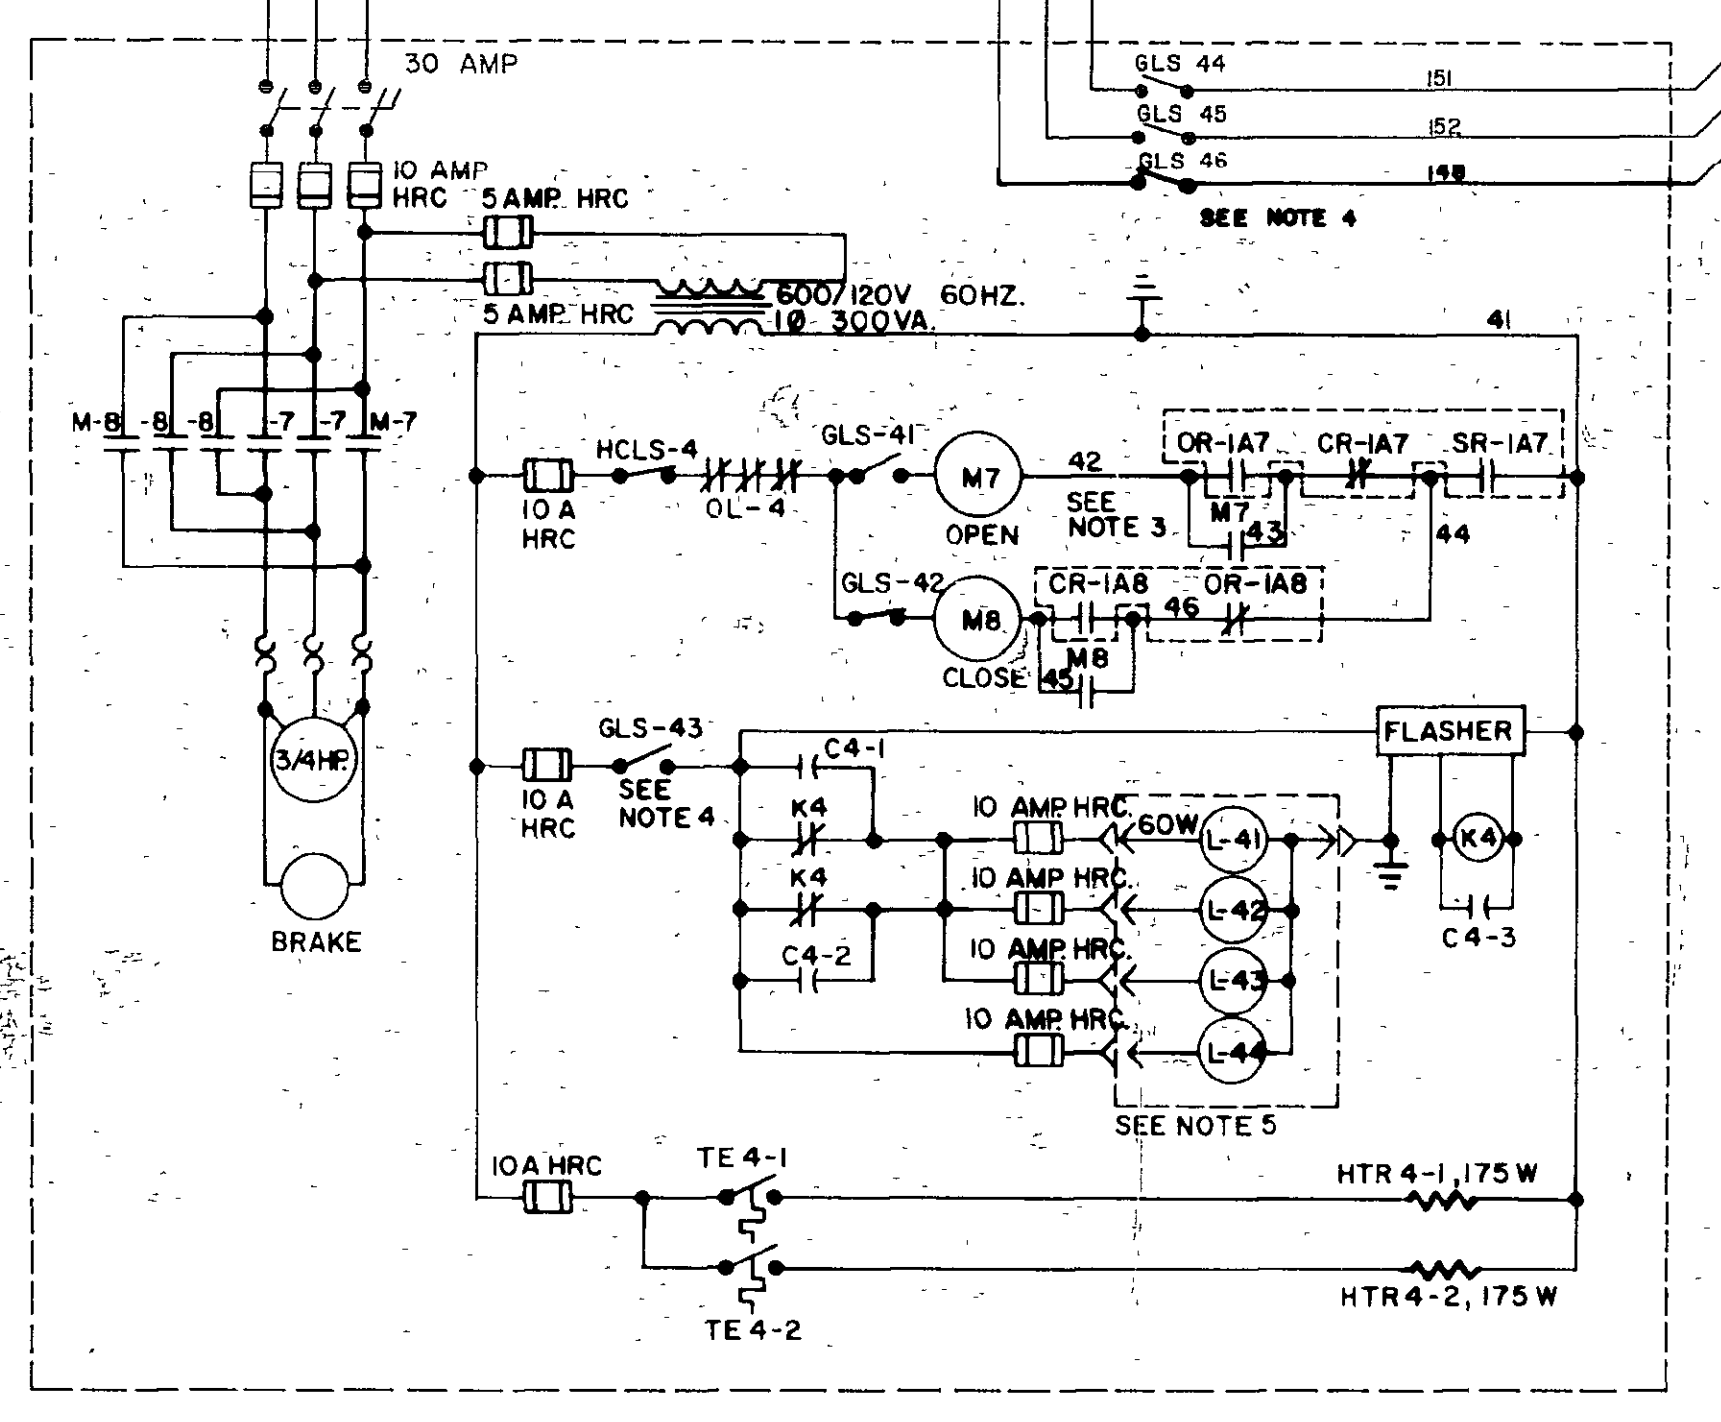 30 AMP
GLS 44
151
GLS 45
152
GLS 46
SEE NOTE 4
10 AMP
HRC
5 AMP. HRC
5 AMP. HRC
600/120V 60HZ.
1Ø 300VA.
41
M-8
-8
-8
-7
-7
M-7
HCLS-4
GLS-41
OR-1A7
CR-1A7
SR-1A7
M7
42
10 A
HRC
OL-4
OPEN
SEE
NOTE 3
M7
43
44
GLS-42
CR-1A8
OR-1A8
M8
46
CLOSE
M8
45
GLS-43
C4-1
FLASHER
3/4HP.
10 A
HRC
SEE
NOTE 4
K4
10 AMP. HRC.
60W
L-41
K4
K4
10 AMP. HRC.
L-42
BRAKE
C4-2
10 AMP. HRC.
L-43
C4-3
10 AMP. HRC.
L-44
SEE NOTE 5
10A HRC
TE 4-1
HTR 4-1, 175 W
TE 4-2
HTR 4-2, 175 W